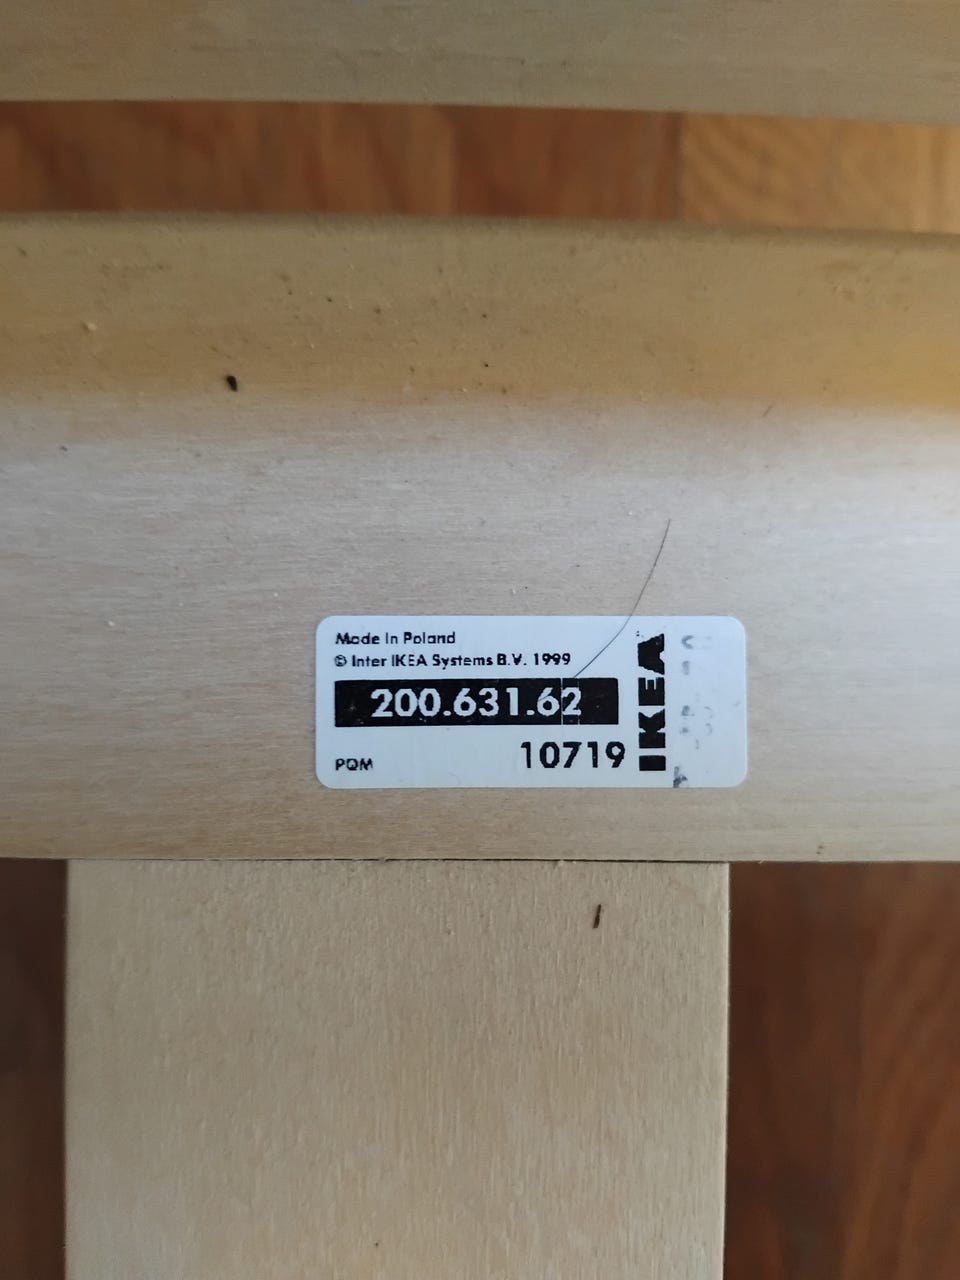 Made in Poland
© Inter IKEA Systems B.V. 1999
200.631.62
PQM 10719
IKEA